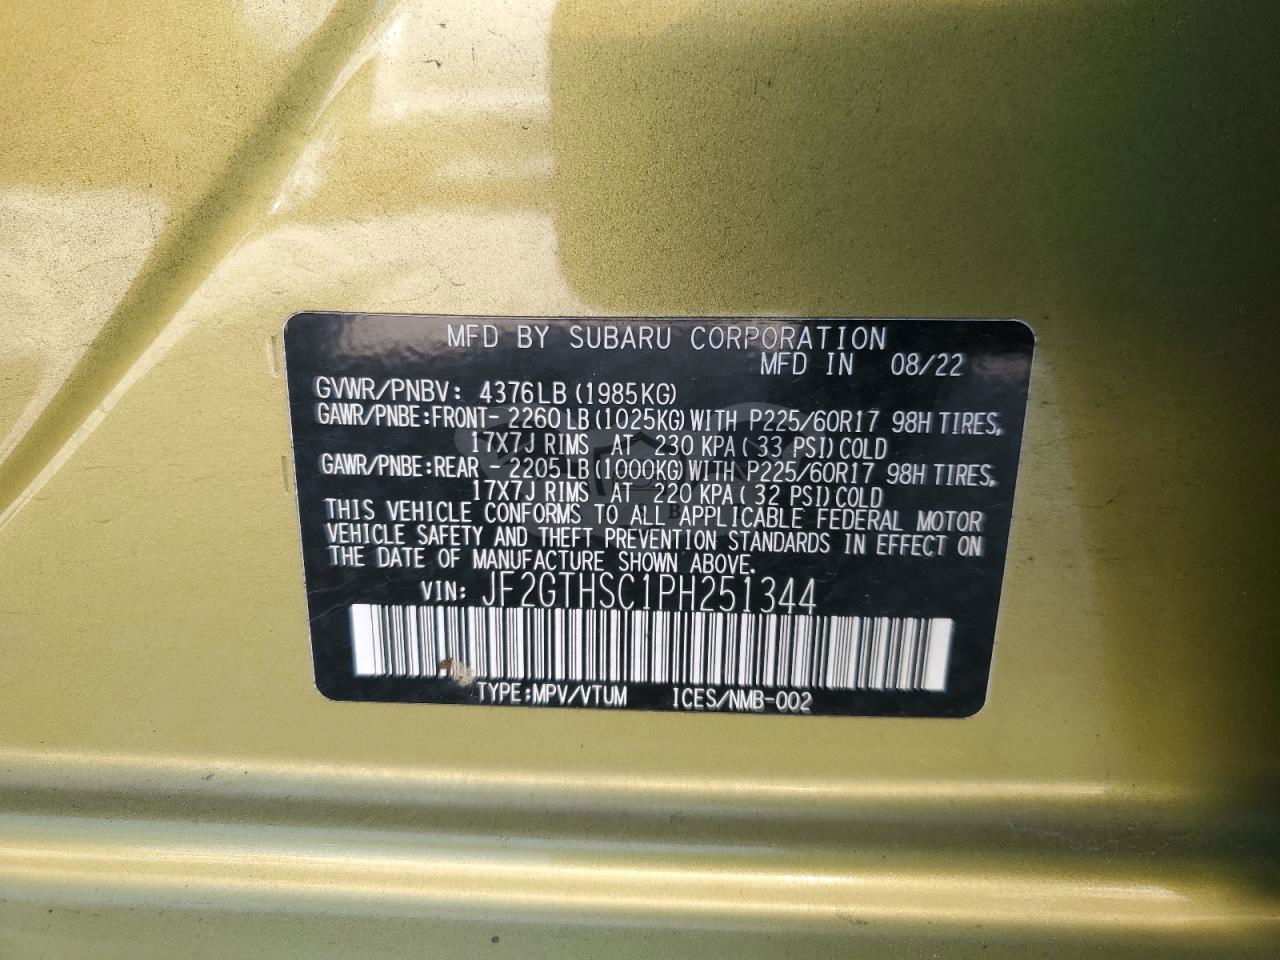 MFD BY SUBARU CORPORATION
MFD IN 08/22
GVWR/PNBV: 4376LB (1985KG)
GAWR/PNBE:FRONT- 2260 LB (1025KG) WITH P225/60R17 98H TIRES,
17X7J RIMS AT 230 KPA ( 33 PSI) COLD
GAWR/PNBE:REAR - 2205 LB (1000KG) WITH P225/60R17 98H TIRES,
17X7J RIMS AT 220 KPA ( 32 PSI) COLD
THIS VEHICLE CONFORMS TO ALL APPLICABLE FEDERAL MOTOR
VEHICLE SAFETY AND THEFT PREVENTION STANDARDS IN EFFECT ON
THE DATE OF MANUFACTURE SHOWN ABOVE.
VIN: JF2GTHSC1PH251344
TYPE:MPV/VTUM ICES/NMB-002